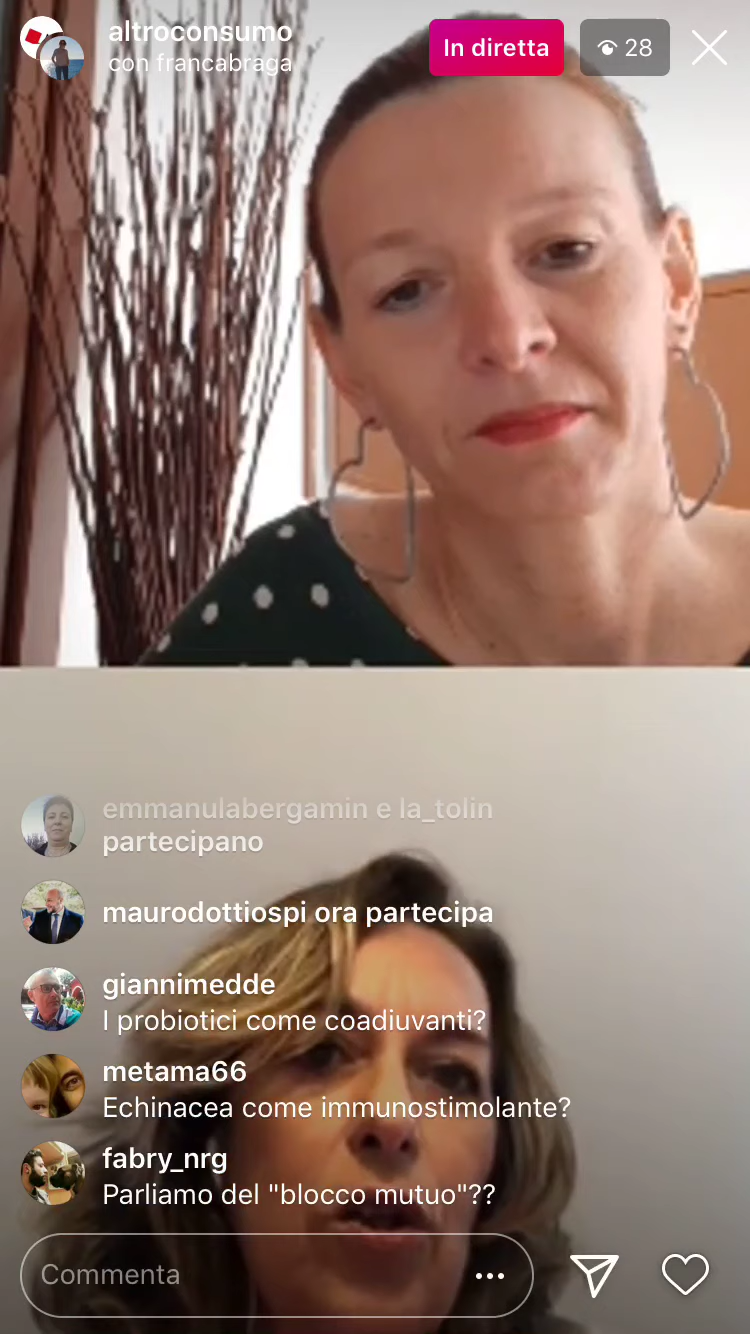 altroconsumo
con francabraga
In diretta
28
emmanulabergamin e la_tolin
partecipano
maurodottiospi ora partecipa
giannimedde
I probiotici come coadiuvanti?
metama66
Echinacea come immunostimolante?
fabry_nrg
Parliamo del "blocco mutuo"??
Commenta